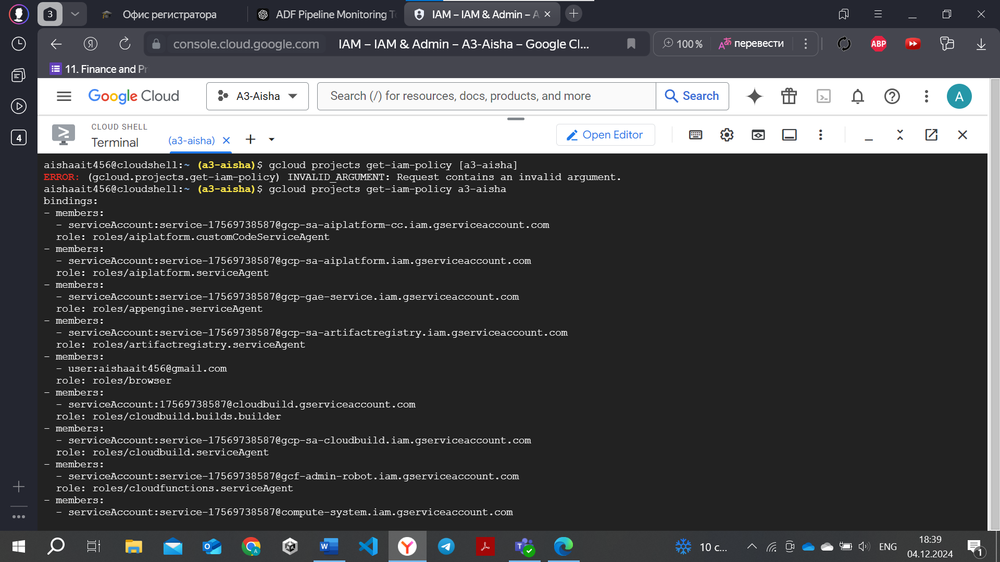 3
Офис регистратора
ADF Pipeline Monitoring T
IAM – IAM & Admin – A
console.cloud.google.com
IAM – IAM & Admin – A3-Aisha – Google Cl...
100 %
перевести
ABP
11. Finance and Pr
4
Google Cloud
A3-Aisha
Search (/) for resources, docs, products, and more
Search
A
CLOUD SHELL
Terminal
(a3-aisha)
Open Editor
aishaait456@cloudshell:~ (a3-aisha)$ gcloud projects get-iam-policy [a3-aisha]
ERROR: (gcloud.projects.get-iam-policy) INVALID_ARGUMENT: Request contains an invalid argument.
aishaait456@cloudshell:~ (a3-aisha)$ gcloud projects get-iam-policy a3-aisha
bindings:
- members:
  - serviceAccount:service-17569738587@gcp-sa-aiplatform-cc.iam.gserviceaccount.com
  role: roles/aiplatform.customCodeServiceAgent
- members:
  - serviceAccount:service-17569738587@gcp-sa-aiplatform.iam.gserviceaccount.com
  role: roles/aiplatform.serviceAgent
- members:
  - serviceAccount:service-17569738587@gcp-gae-service.iam.gserviceaccount.com
  role: roles/appengine.serviceAgent
- members:
  - serviceAccount:service-17569738587@gcp-sa-artifactregistry.iam.gserviceaccount.com
  role: roles/artifactregistry.serviceAgent
- members:
  - user:aishaait456@gmail.com
  role: roles/browser
- members:
  - serviceAccount:17569738587@cloudbuild.gserviceaccount.com
  role: roles/cloudbuild.builds.builder
- members:
  - serviceAccount:service-17569738587@gcp-sa-cloudbuild.iam.gserviceaccount.com
  role: roles/cloudbuild.serviceAgent
- members:
  - serviceAccount:service-17569738587@gcf-admin-robot.iam.gserviceaccount.com
  role: roles/cloudfunctions.serviceAgent
- members:
  - serviceAccount:service-17569738587@compute-system.iam.gserviceaccount.com
10 c...
ENG
18:39
04.12.2024
1